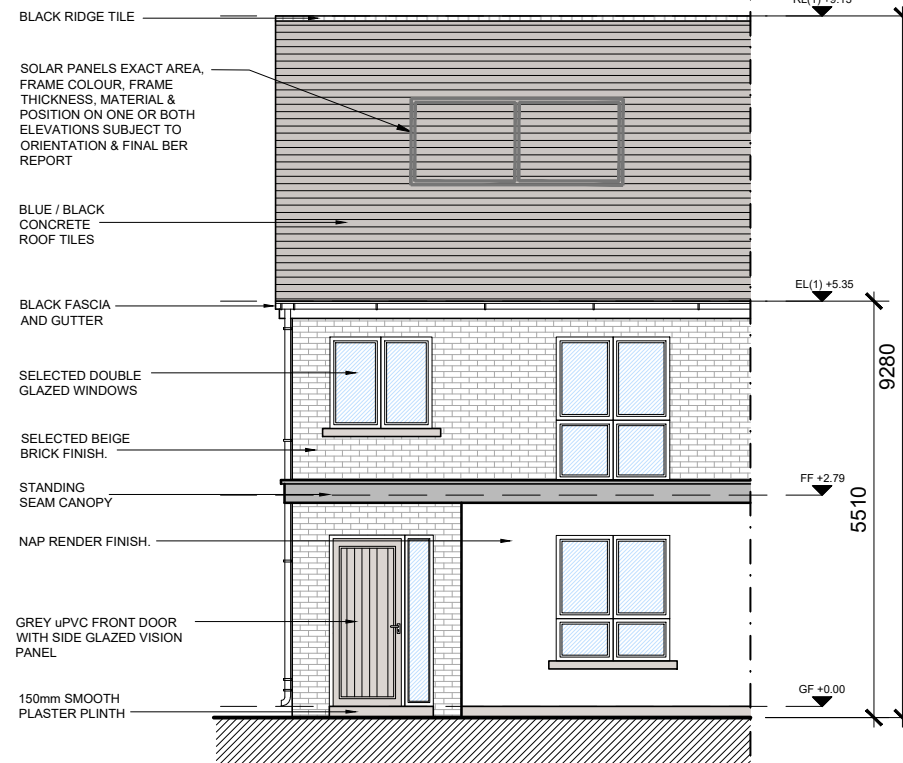 BLACK RIDGE TILE
SOLAR PANELS EXACT AREA,
FRAME COLOUR, FRAME
THICKNESS, MATERIAL &
POSITION ON ONE OR BOTH
ELEVATIONS SUBJECT TO
ORIENTATION & FINAL BER
REPORT
BLUE / BLACK
CONCRETE
ROOF TILES
BLACK FASCIA
AND GUTTER
SELECTED DOUBLE
GLAZED WINDOWS
SELECTED BEIGE
BRICK FINISH.
STANDING
SEAM CANOPY
NAP RENDER FINISH.
GREY uPVC FRONT DOOR
WITH SIDE GLAZED VISION
PANEL
150mm SMOOTH
PLASTER PLINTH
EL(1) +5.35
FF +2.79
GF +0.00
5510
9280